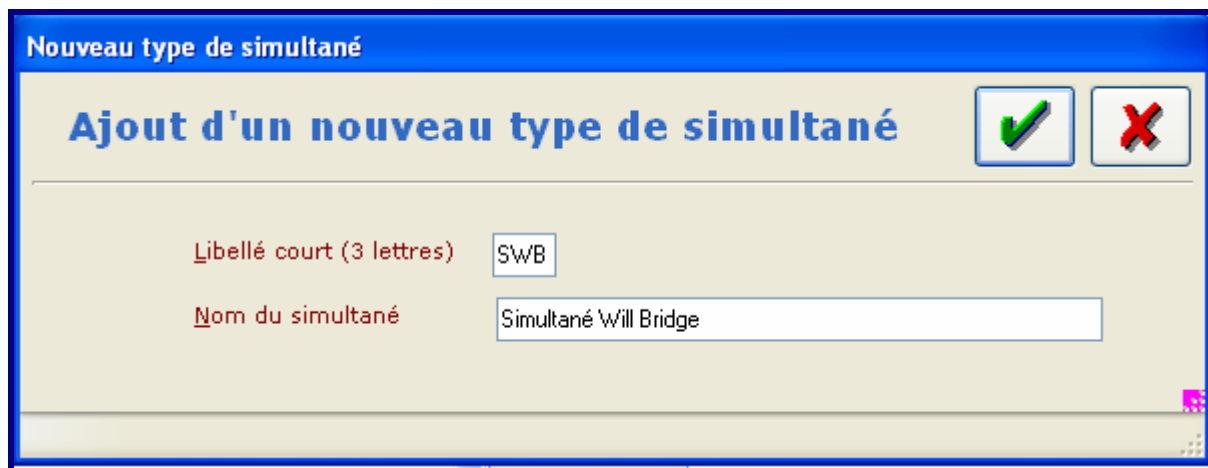 Nouveau type de simultané
Ajout d'un nouveau type de simultané
Libellé court (3 lettres) SWB
Nom du simultané Simultané Will Bridge